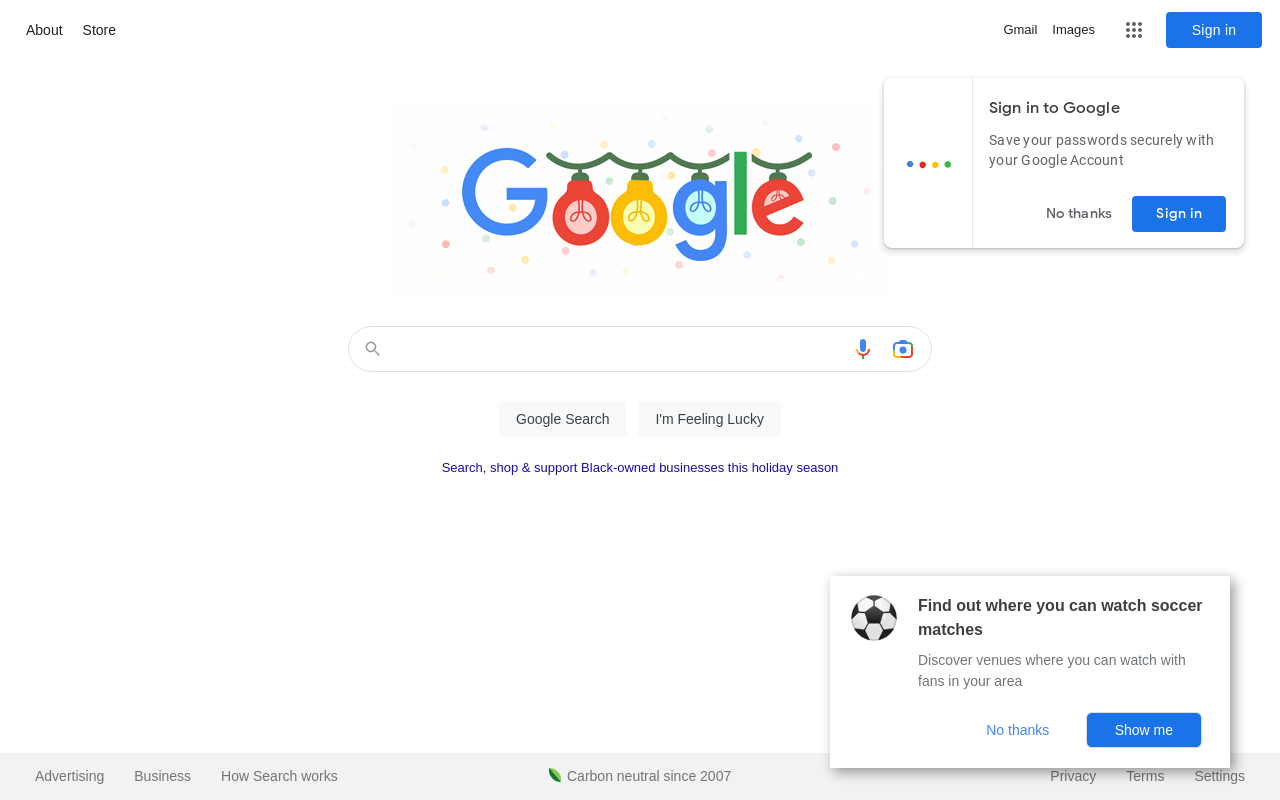 About
Store
Gmail
Images
Sign in
Sign in to Google
Save your passwords securely with
your Google Account
No thanks
Sign in
Google
Google Search
I'm Feeling Lucky
Search, shop & support Black-owned businesses this holiday season
Find out where you can watch soccer
matches
Discover venues where you can watch with
fans in your area
No thanks
Show me
Advertising
Business
How Search works
Carbon neutral since 2007
Privacy
Terms
Settings